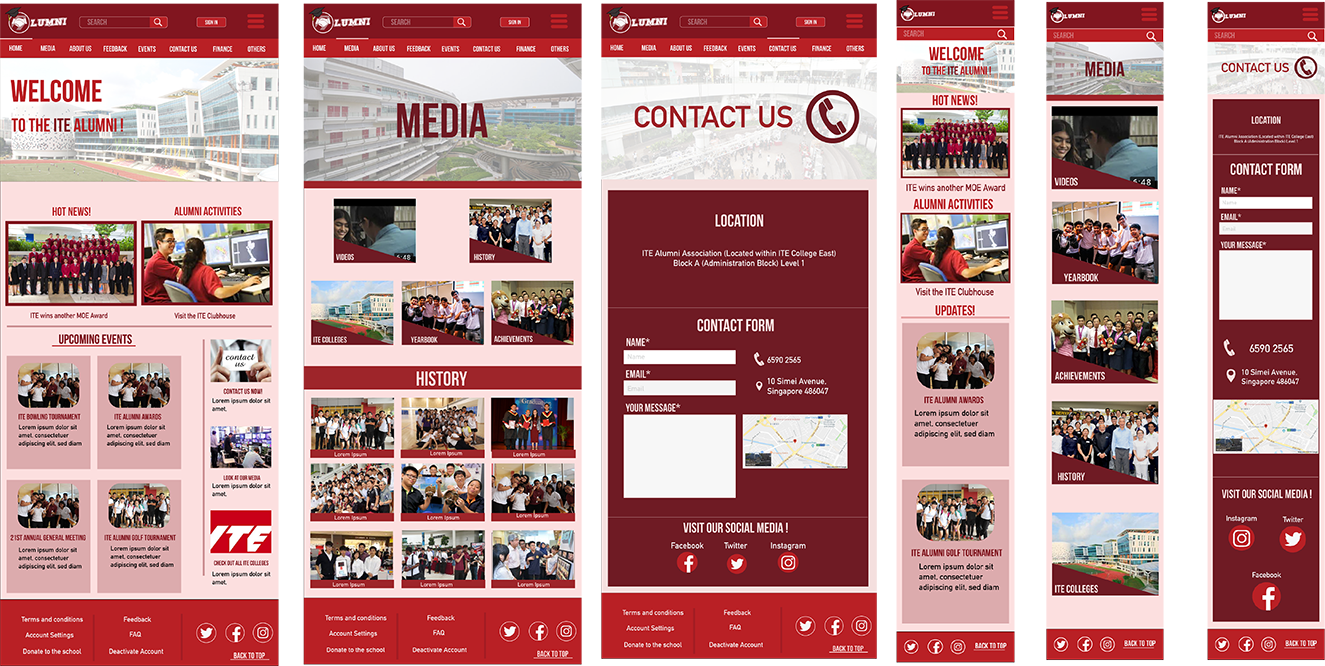 LUMNI
SEARCH
SIGN IN
HOME MEDIA ABOUT US FEEDBACK EVENTS CONTACT US FINANCE OTHERS
WELCOME
TO THE ITE ALUMNI !
HOT NEWS!
ALUMNI ACTIVITIES
ITE wins another MOE Award
Visit the ITE Clubhouse
UPCOMING EVENTS
contact
us
CONTACT US NOW!
Lorem ipsum dolor sit
amet,
ITE BOWLING TOURNAMENT
Lorem ipsum dolor sit
amet, consectetuer
adipiscing elit, sed diam
ITE ALUMNI AWARDS
Lorem ipsum dolor sit
amet, consectetuer
adipiscing elit, sed diam
LOOK AT OUR MEDIA
Lorem ipsum dolor sit
amet,
21ST ANNUAL GENERAL MEETING
Lorem ipsum dolor sit
amet, consectetuer
adipiscing elit, sed diam
ITE ALUMNI GOLF TOURNAMENT
Lorem ipsum dolor sit
amet, consectetuer
adipiscing elit, sed diam
ITE
CHECK OUT ALL ITE COLLEGES
Lorem ipsum dolor sit
amet,
Terms and conditions
Account Settings
Donate to the school
Feedback
FAQ
Deactivate Account
BACK TO TOP
LUMNI
SEARCH
SIGN IN
HOME MEDIA ABOUT US FEEDBACK EVENTS CONTACT US FINANCE OTHERS
MEDIA
VIDEOS
6:48
HISTORY
ITE COLLEGES
YEARBOOK
ACHIEVEMENTS
HISTORY
Lorem Ipsum
Lorem Ipsum
Lorem Ipsum
Lorem Ipsum
Lorem Ipsum
Lorem Ipsum
Lorem Ipsum
Lorem Ipsum
Lorem Ipsum
Terms and conditions
Account Settings
Donate to the school
Feedback
FAQ
Deactivate Account
BACK TO TOP
LUMNI
SEARCH
SIGN IN
HOME MEDIA ABOUT US FEEDBACK EVENTS CONTACT US FINANCE OTHERS
CONTACT US
LOCATION
ITE Alumni Association (Located within ITE College East)
Block A (Administration Block) Level 1
CONTACT FORM
NAME*
Name
EMAIL*
Email
YOUR MESSAGE*
6590 2565
10 Simei Avenue,
Singapore 486047
VISIT OUR SOCIAL MEDIA !
Facebook Twitter Instagram
Terms and conditions
Account Settings
Donate to the school
Feedback
FAQ
Deactivate Account
BACK TO TOP
LUMNI
SEARCH
WELCOME
TO THE ITE ALUMNI !
HOT NEWS!
ITE wins another MOE Award
ALUMNI ACTIVITIES
Visit the ITE Clubhouse
UPDATES!
ITE ALUMNI AWARDS
Lorem ipsum dolor sit
amet, consectetuer
adipiscing elit, sed diam
ITE ALUMNI GOLF TOURNAMENT
Lorem ipsum dolor sit
amet, consectetuer
adipiscing elit, sed diam
BACK TO TOP
LUMNI
SEARCH
MEDIA
VIDEOS
6:48
YEARBOOK
ACHIEVEMENTS
HISTORY
ITE COLLEGES
BACK TO TOP
LUMNI
SEARCH
CONTACT US
LOCATION
ITE Alumni Association (Located within ITE College East)
Block A (Administration Block) Level 1
CONTACT FORM
NAME*
Name
EMAIL*
Email
YOUR MESSAGE*
6590 2565
10 Simei Avenue,
Singapore 486047
VISIT OUR SOCIAL MEDIA !
Instagram
Twitter
Facebook
BACK TO TOP